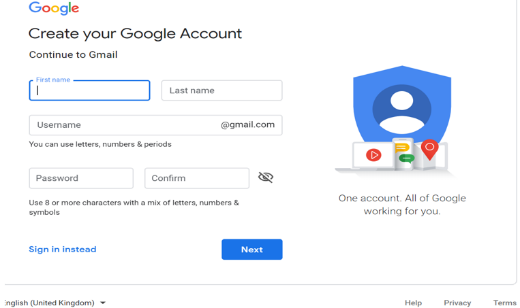 Google
Create your Google Account
Continue to Gmail
First name
Last name
Username @gmail.com
You can use letters, numbers & periods
Password Confirm
Use 8 or more characters with a mix of letters, numbers &
symbols
One account. All of Google
working for you.
Sign in instead Next
nglish (United Kingdom) Help Privacy Terms